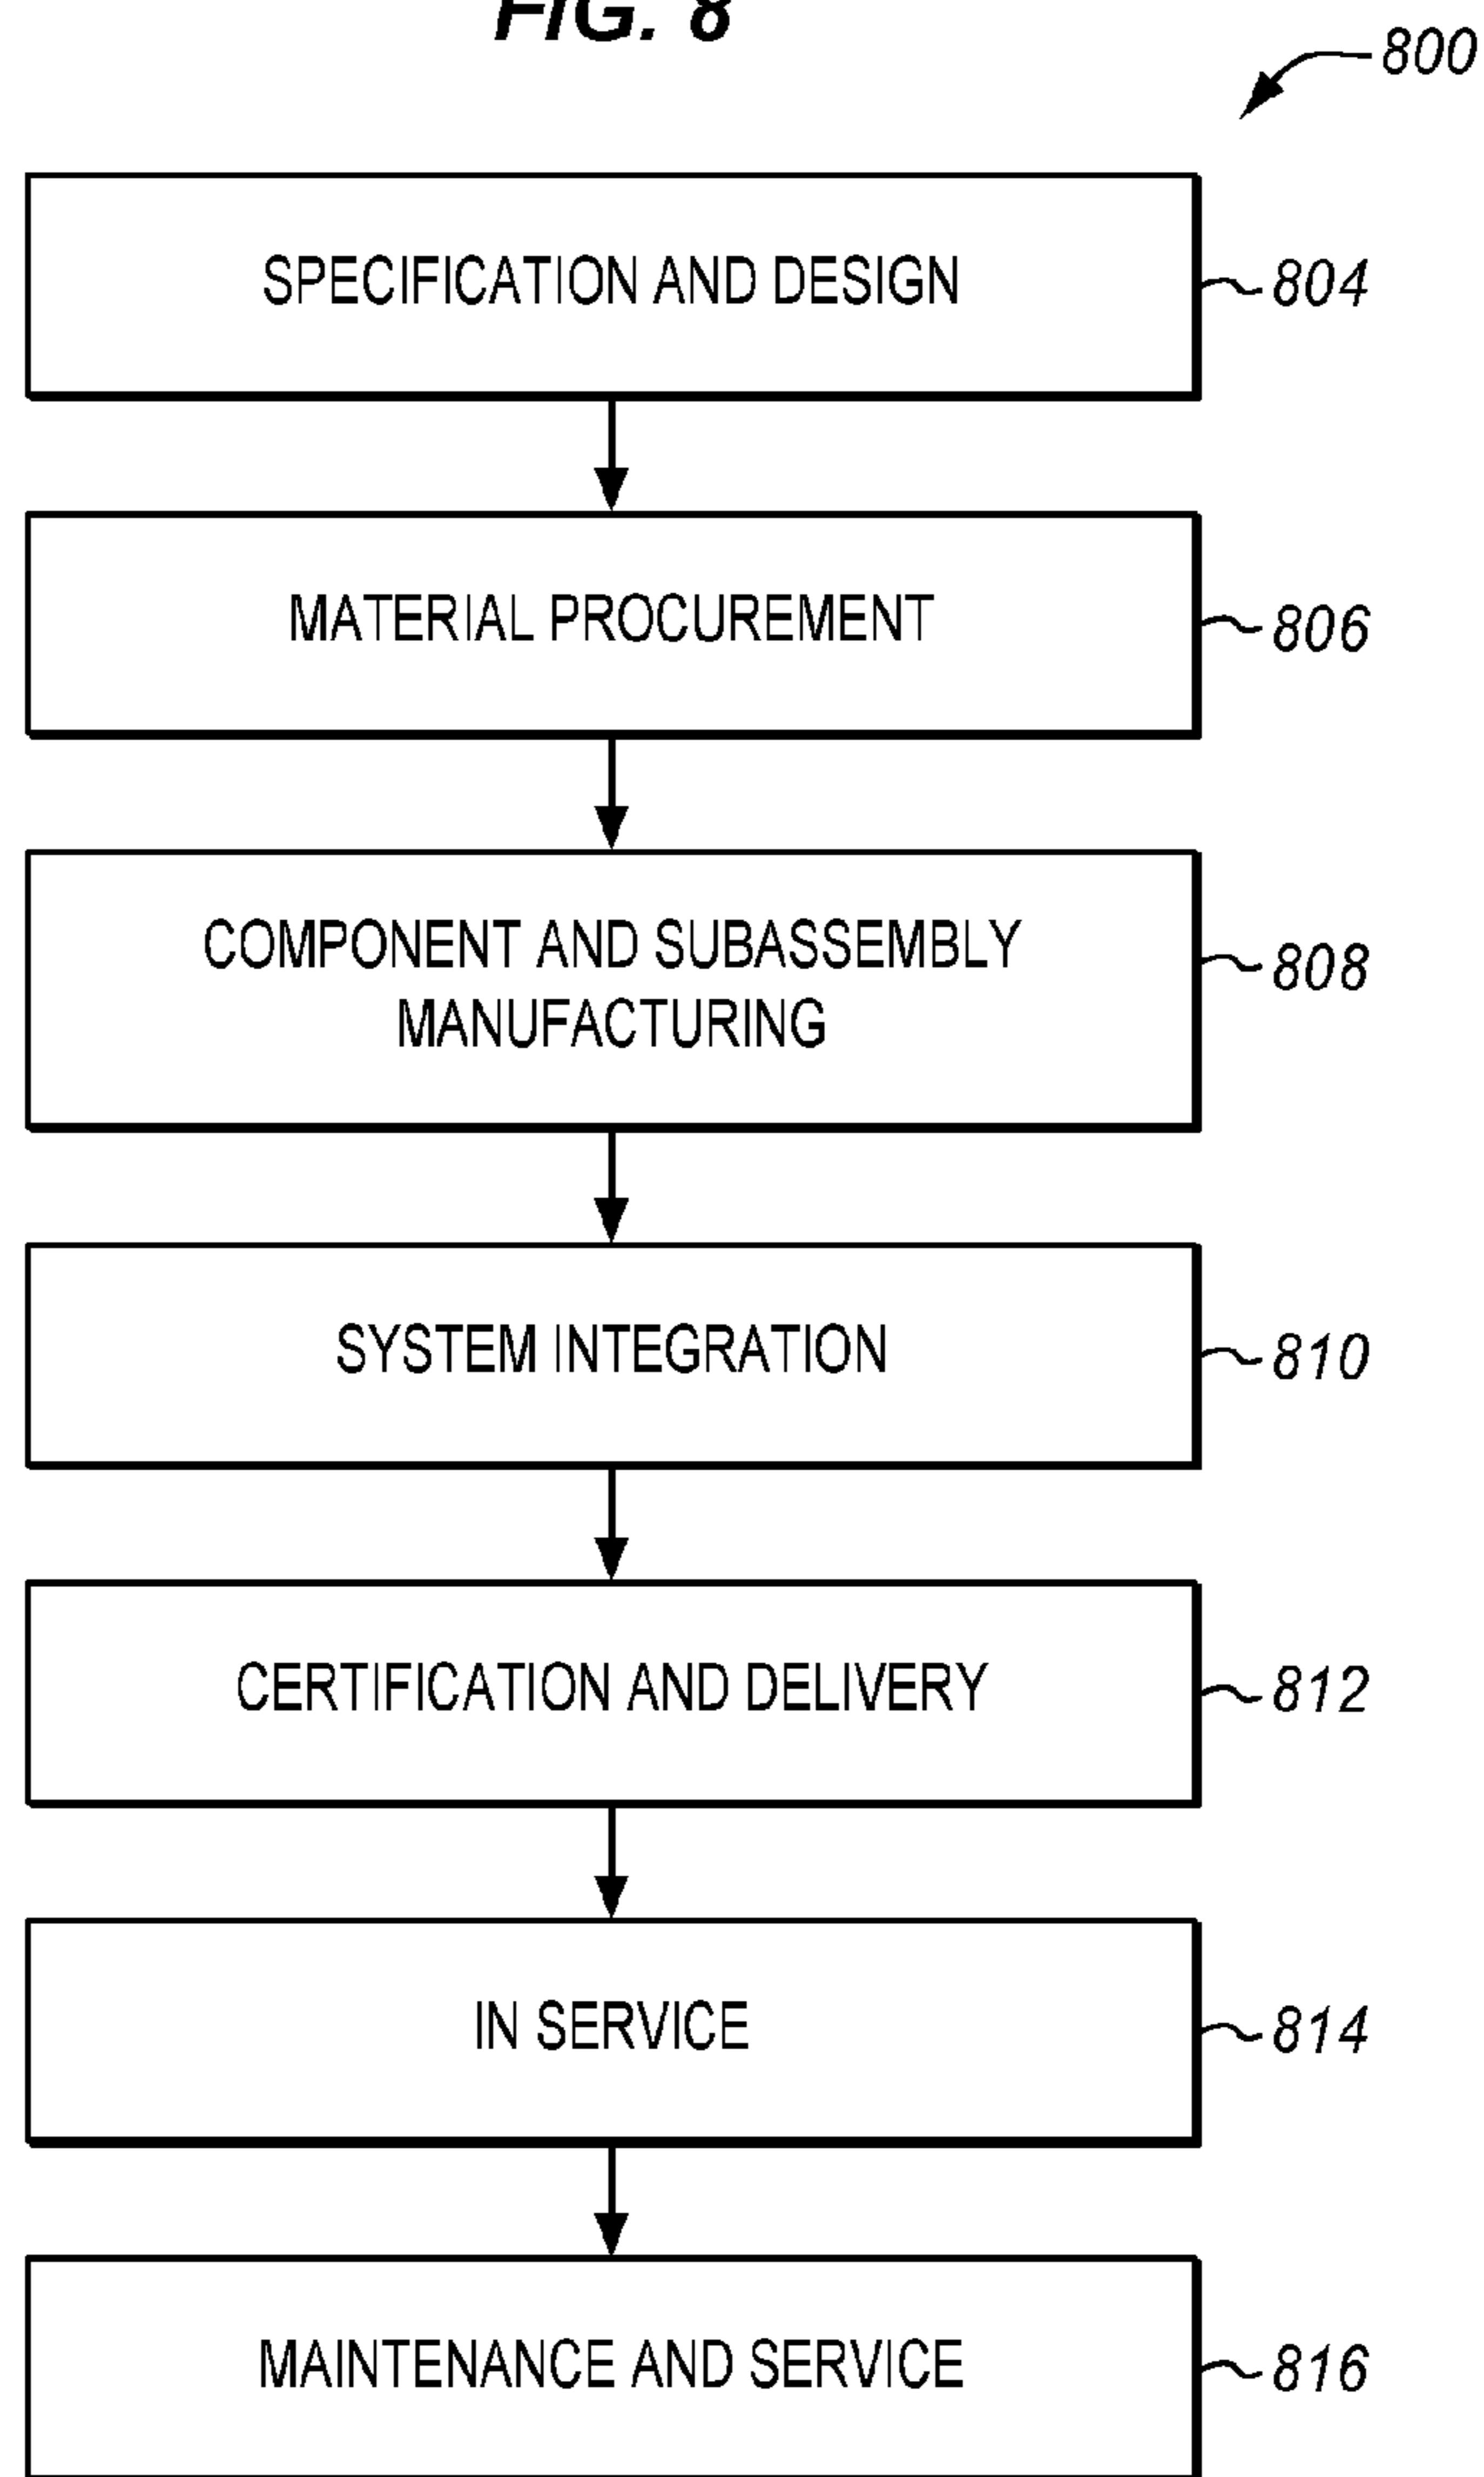 FIG. 8
800
SPECIFICATION AND DESIGN
804
MATERIAL PROCUREMENT
806
COMPONENT AND SUBASSEMBLY
MANUFACTURING
808
SYSTEM INTEGRATION
810
CERTIFICATION AND DELIVERY
812
IN SERVICE
814
MAINTENANCE AND SERVICE
816